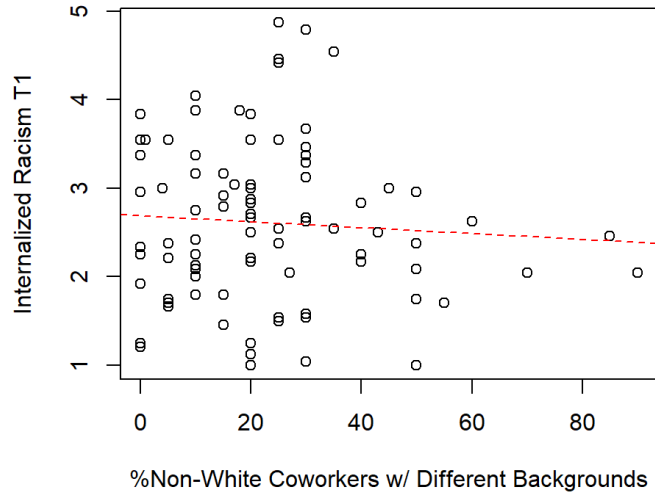 5
4
3
2
1
Internalized Racism T1
0 20 40 60 80
%Non-White Coworkers w/ Different Backgrounds